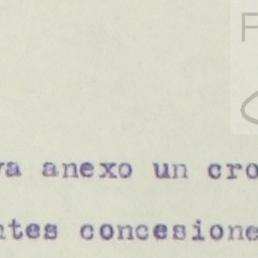 va anexo un cro
ntes concesione